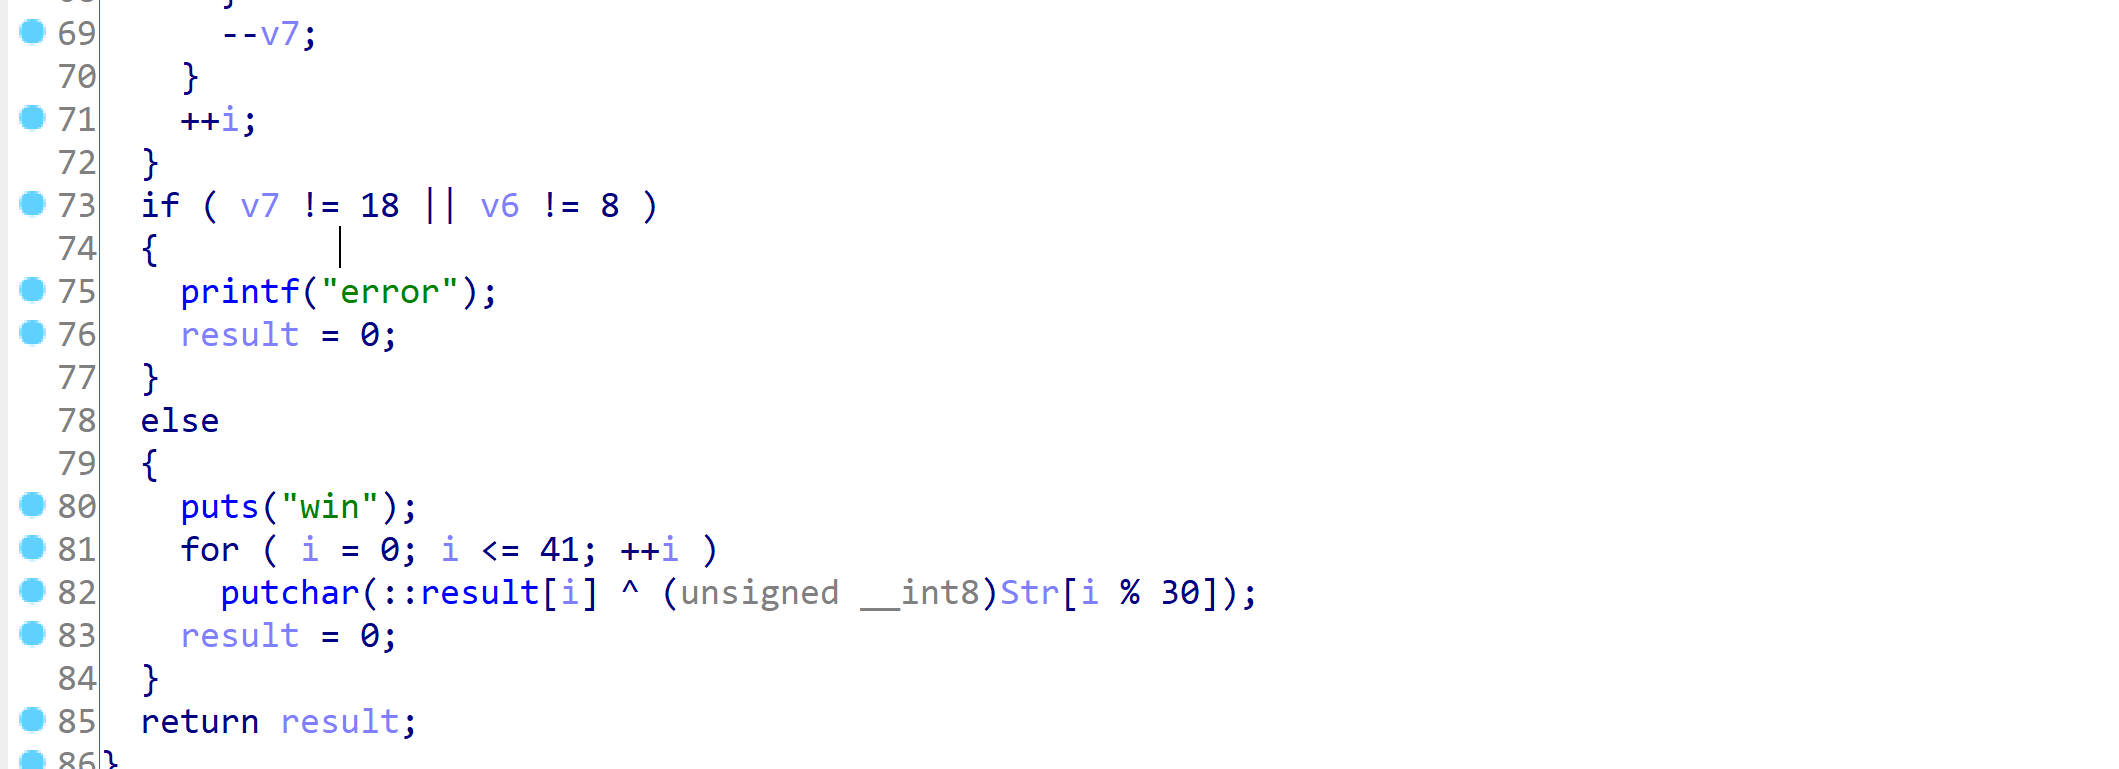 68 }
69 --v7;
70 }
71 ++i;
72 }
73 if ( v7 != 18 || v6 != 8 )
74 {
75 printf("error");
76 result = 0;
77 }
78 else
79 {
80 puts("win");
81 for ( i = 0; i <= 41; ++i )
82 putchar(::result[i] ^ (unsigned __int8)Str[i % 30]);
83 result = 0;
84 }
85 return result;
86 }